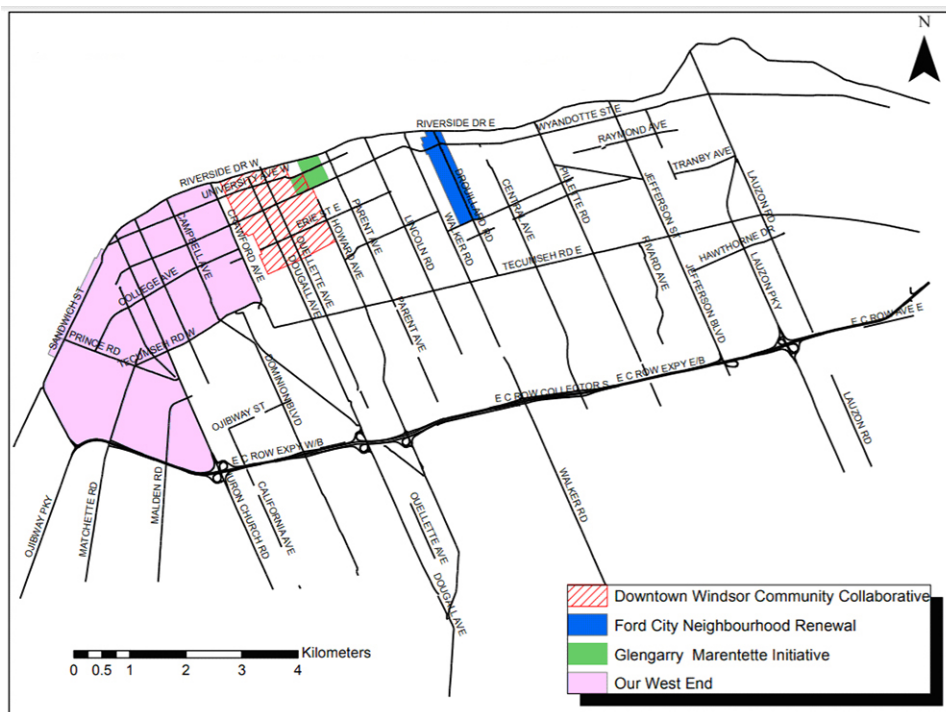 N
RIVERSIDE DR E
WYANDOTTE ST E
RAYMOND AVE
TRANBY AVE
RIVERSIDE DR W
UNIVERSITY AVE W
ERIE ST E
CAMPBELL AVE
CRAWFORD AVE
OUELLETTE AVE
DOUGALL AVE
HOWARD AVE
PARENT AVE
LINCOLN RD
WALKER RD
DROUILLARD RD
CENTRAL AVE
PILLETTE RD
JEFFERSON ST
LAUZON RD
HAWTHORNE DR
RIVARD AVE
JEFFERSON BLVD
LAUZON PKY
TECUMSEH RD E
SANDWICH ST
COLLEGE AVE
PRINCE RD
TECUMSEH RD W
PARENT AVE
DOMINION BLVD
OJIBWAY ST
E C ROW EXPY W/B
E C ROW COLLECTOR S
E C ROW EXPY E/B
E C ROW AVE E
LAUZON RD
OJIBWAY PKY
MATCHETTE RD
MALDEN RD
HURON CHURCH RD
CALIFORNIA AVE
OUELLETTE AVE
DOUGALL AVE
WALKER RD
Downtown Windsor Community Collaborative
Ford City Neighbourhood Renewal
Glengarry Marentette Initiative
Our West End
Kilometers
0 0.5 1 2 3 4